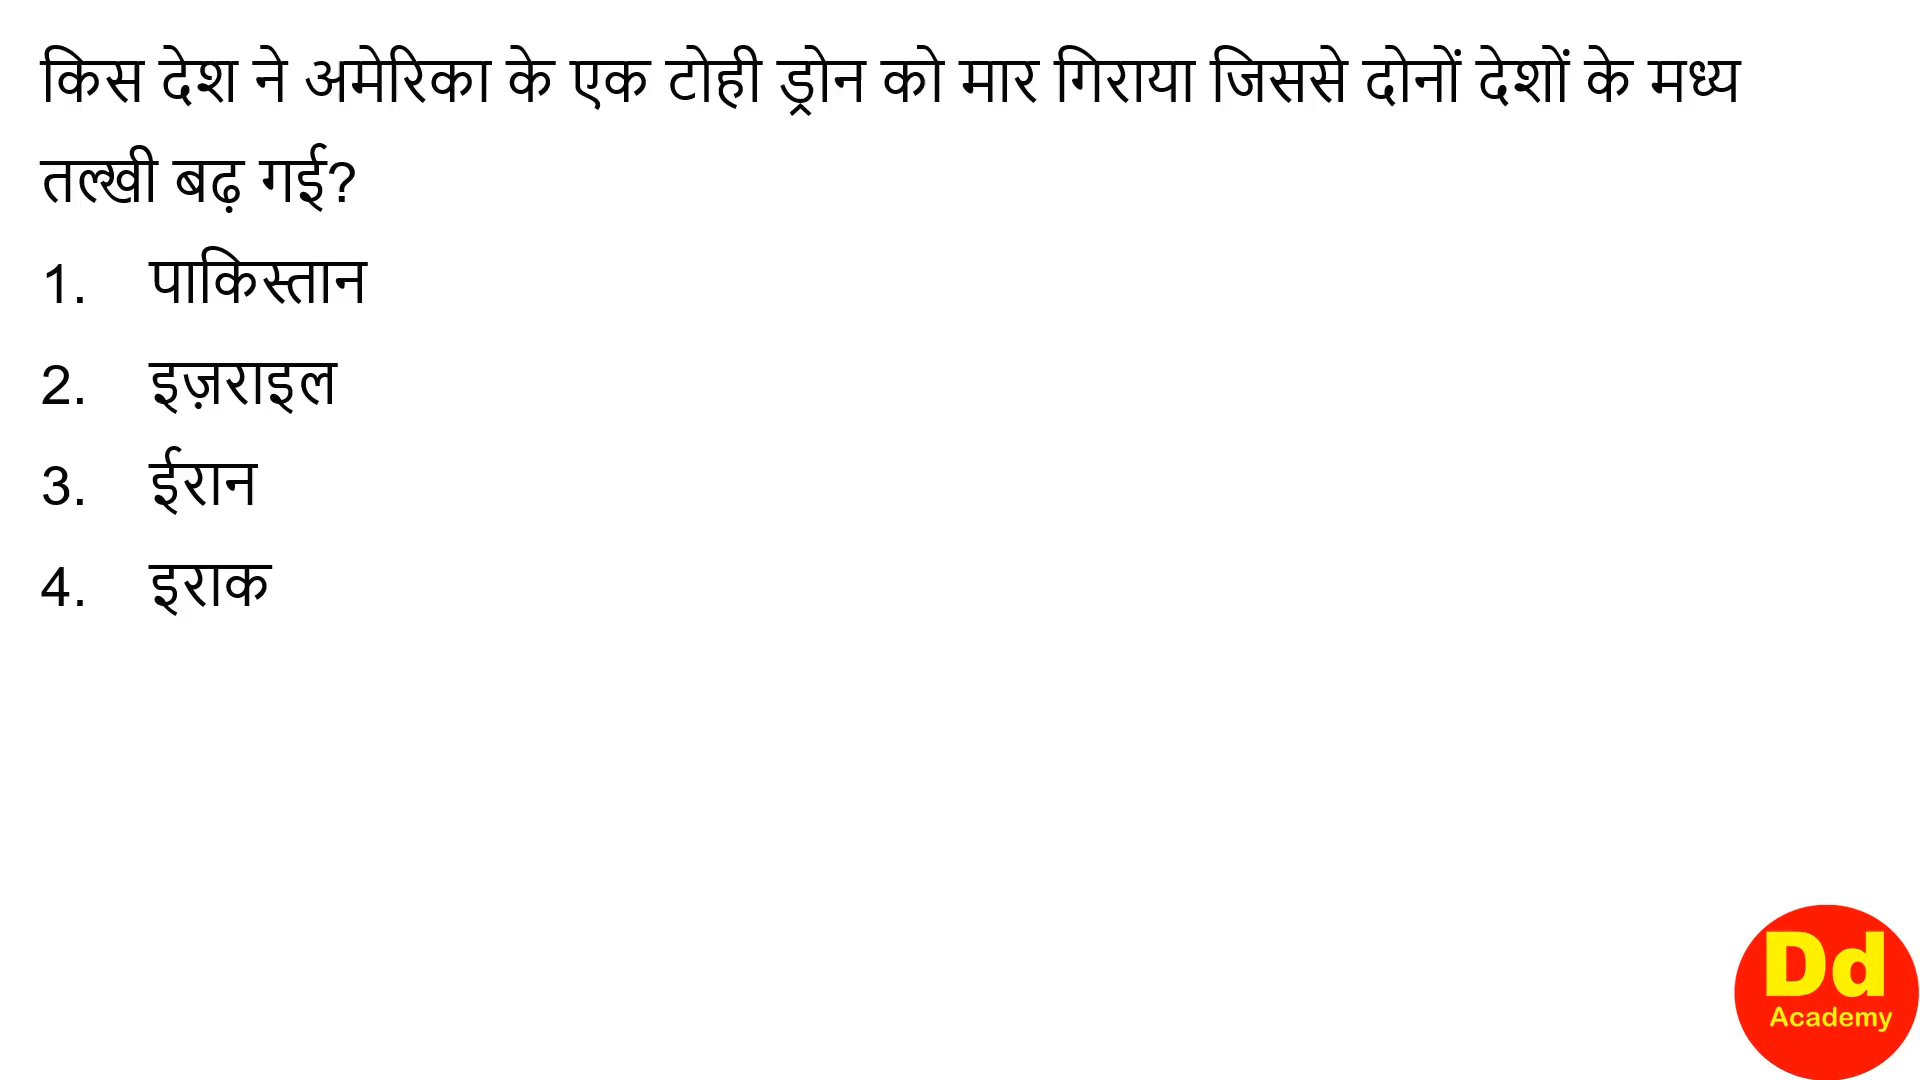 किस देश ने अमेरिका के एक टोही ड्रोन को मार गिराया जिससे दोनों देशों के मध्य
तल्खी बढ़ गई?
1. पाकिस्तान
2. इज़राइल
3. ईरान
4. इराक
Dd
Academy